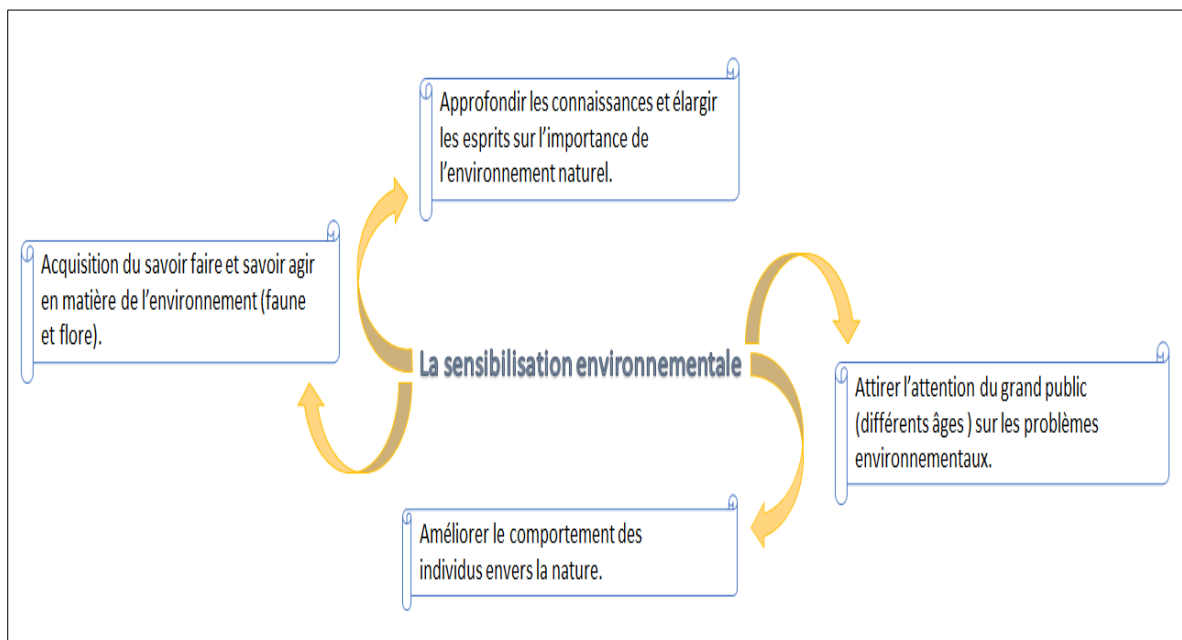 Approfondir les connaissances et élargir
les esprits sur l'importance de
l'environnement naturel.
Acquisition du savoir faire et savoir agir
en matière de l'environnement (faune
et flore).
La sensibilisation environnementale
Attirer l'attention du grand public
(différents âges ) sur les problèmes
environnementaux.
Améliorer le comportement des
individus envers la nature.